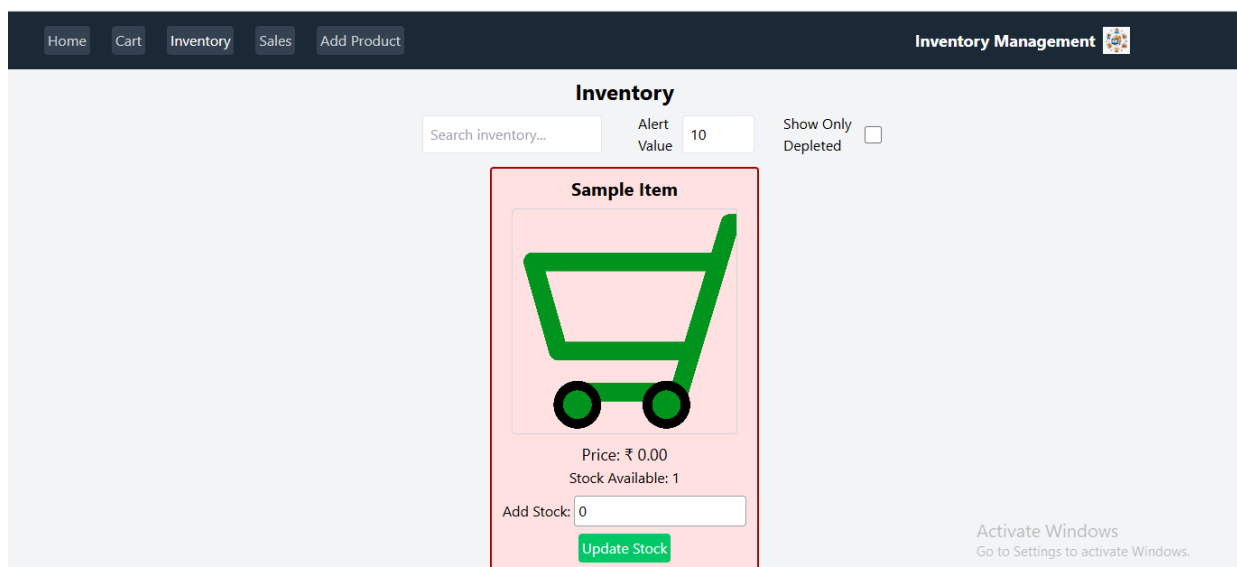 Home Cart Inventory Sales Add Product Inventory Management
Inventory
Search inventory... Alert Value 10 Show Only Depleted
Sample Item
Price: ₹ 0.00
Stock Available: 1
Add Stock: 0
Update Stock
Activate Windows
Go to Settings to activate Windows.